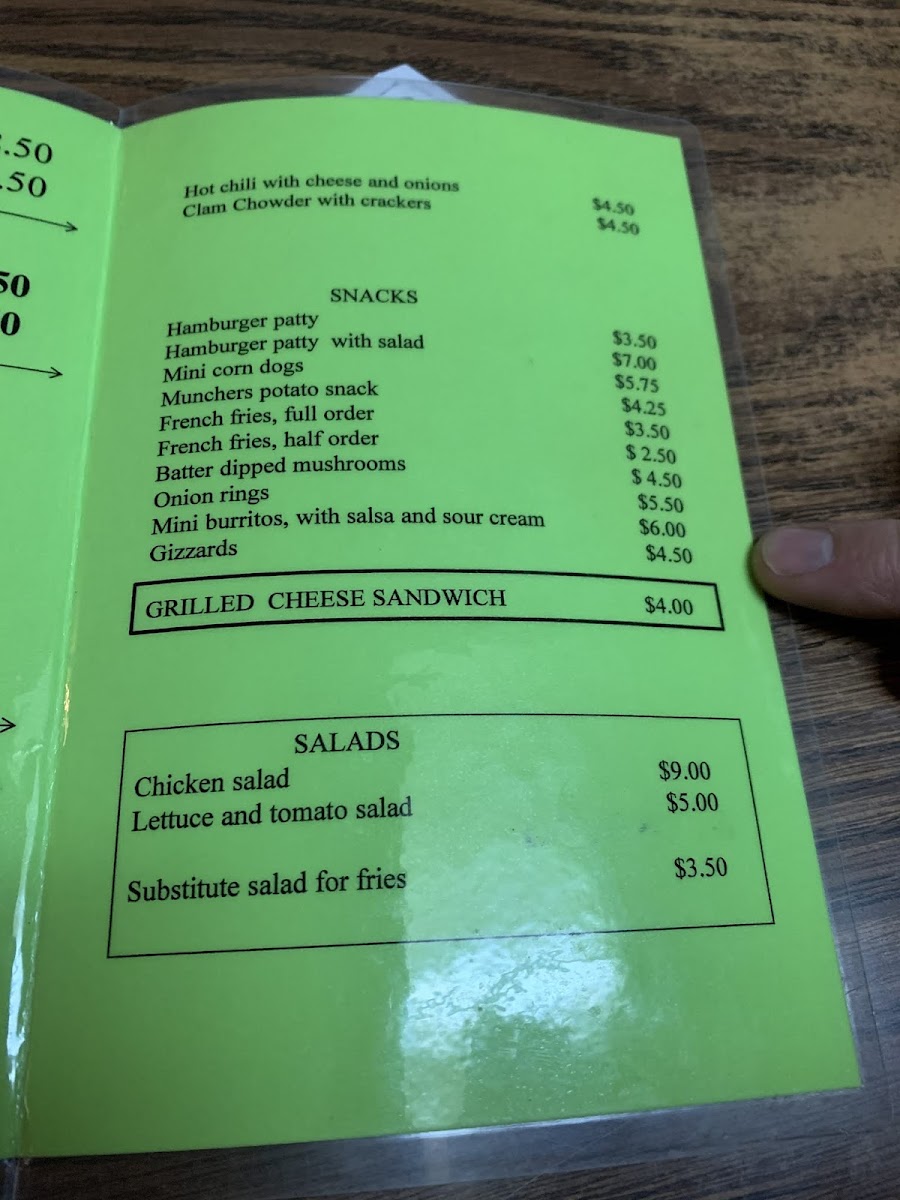 .50
.50
50
0
Hot chili with cheese and onions $4.50
Clam Chowder with crackers $4.50
SNACKS
Hamburger patty $3.50
Hamburger patty with salad $7.00
Mini corn dogs $5.75
Munchers potato snack $4.25
French fries, full order $3.50
French fries, half order $ 2.50
Batter dipped mushrooms $ 4.50
Onion rings $5.50
Mini burritos, with salsa and sour cream $6.00
Gizzards $4.50
GRILLED CHEESE SANDWICH $4.00
SALADS
Chicken salad $9.00
Lettuce and tomato salad $5.00
Substitute salad for fries $3.50